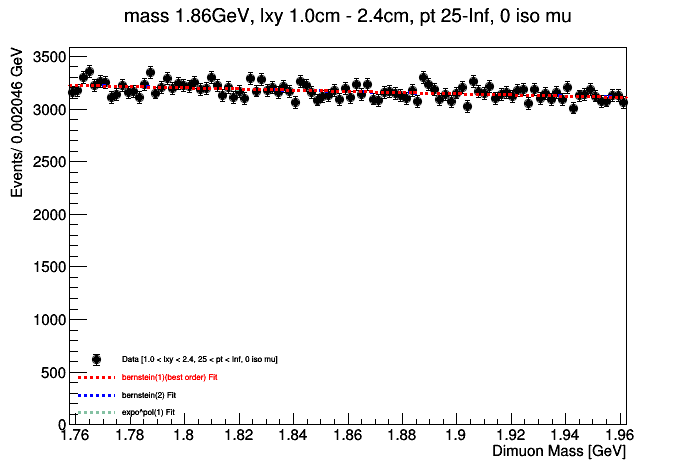 mass 1.86GeV, lxy 1.0cm - 2.4cm, pt 25-Inf, 0 iso mu
Events/ 0.002046 GeV
3500
3000
2500
2000
1500
1000
500
0
Data [1.0 < lxy < 2.4, 25 < pt < Inf, 0 iso mu]
bernstein(1)(best order) Fit
bernstein(2) Fit
expo*pol(1) Fit
1.76 1.78 1.8 1.82 1.84 1.86 1.88 1.9 1.92 1.94 1.96
Dimuon Mass [GeV]